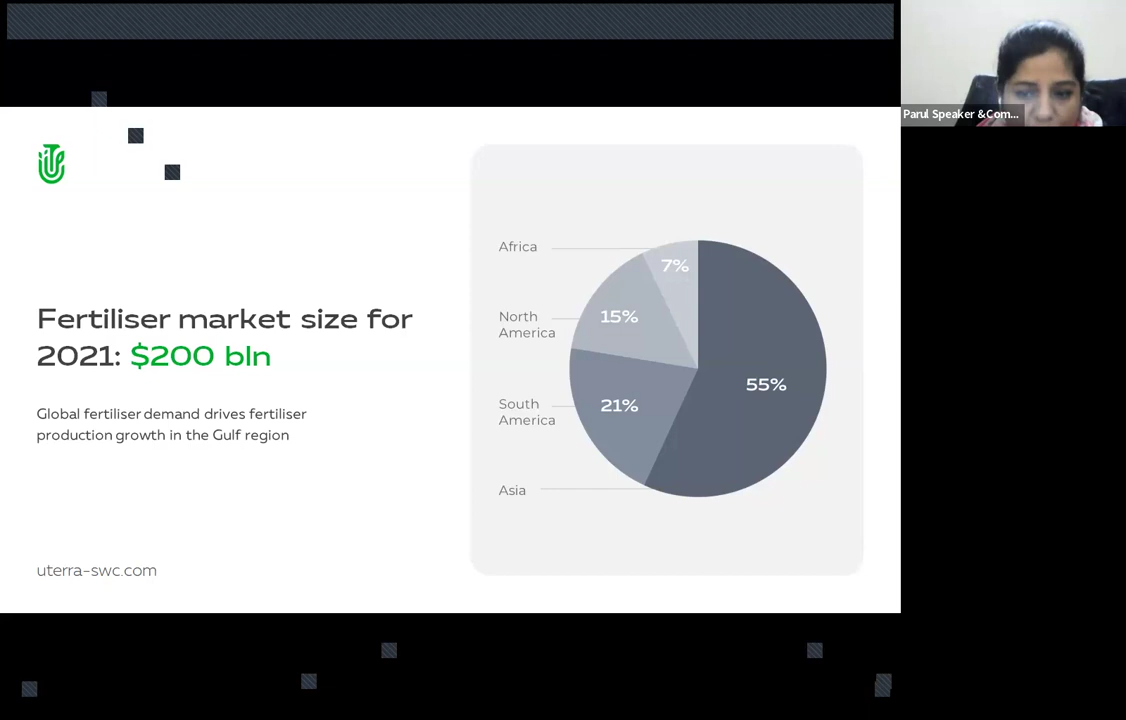 Parul Speaker &Com...
Fertiliser market size for
2021: $200 bln
Global fertiliser demand drives fertiliser
production growth in the Gulf region
uterra-swc.com
Africa
7%
North
America
15%
55%
South
America
21%
Asia